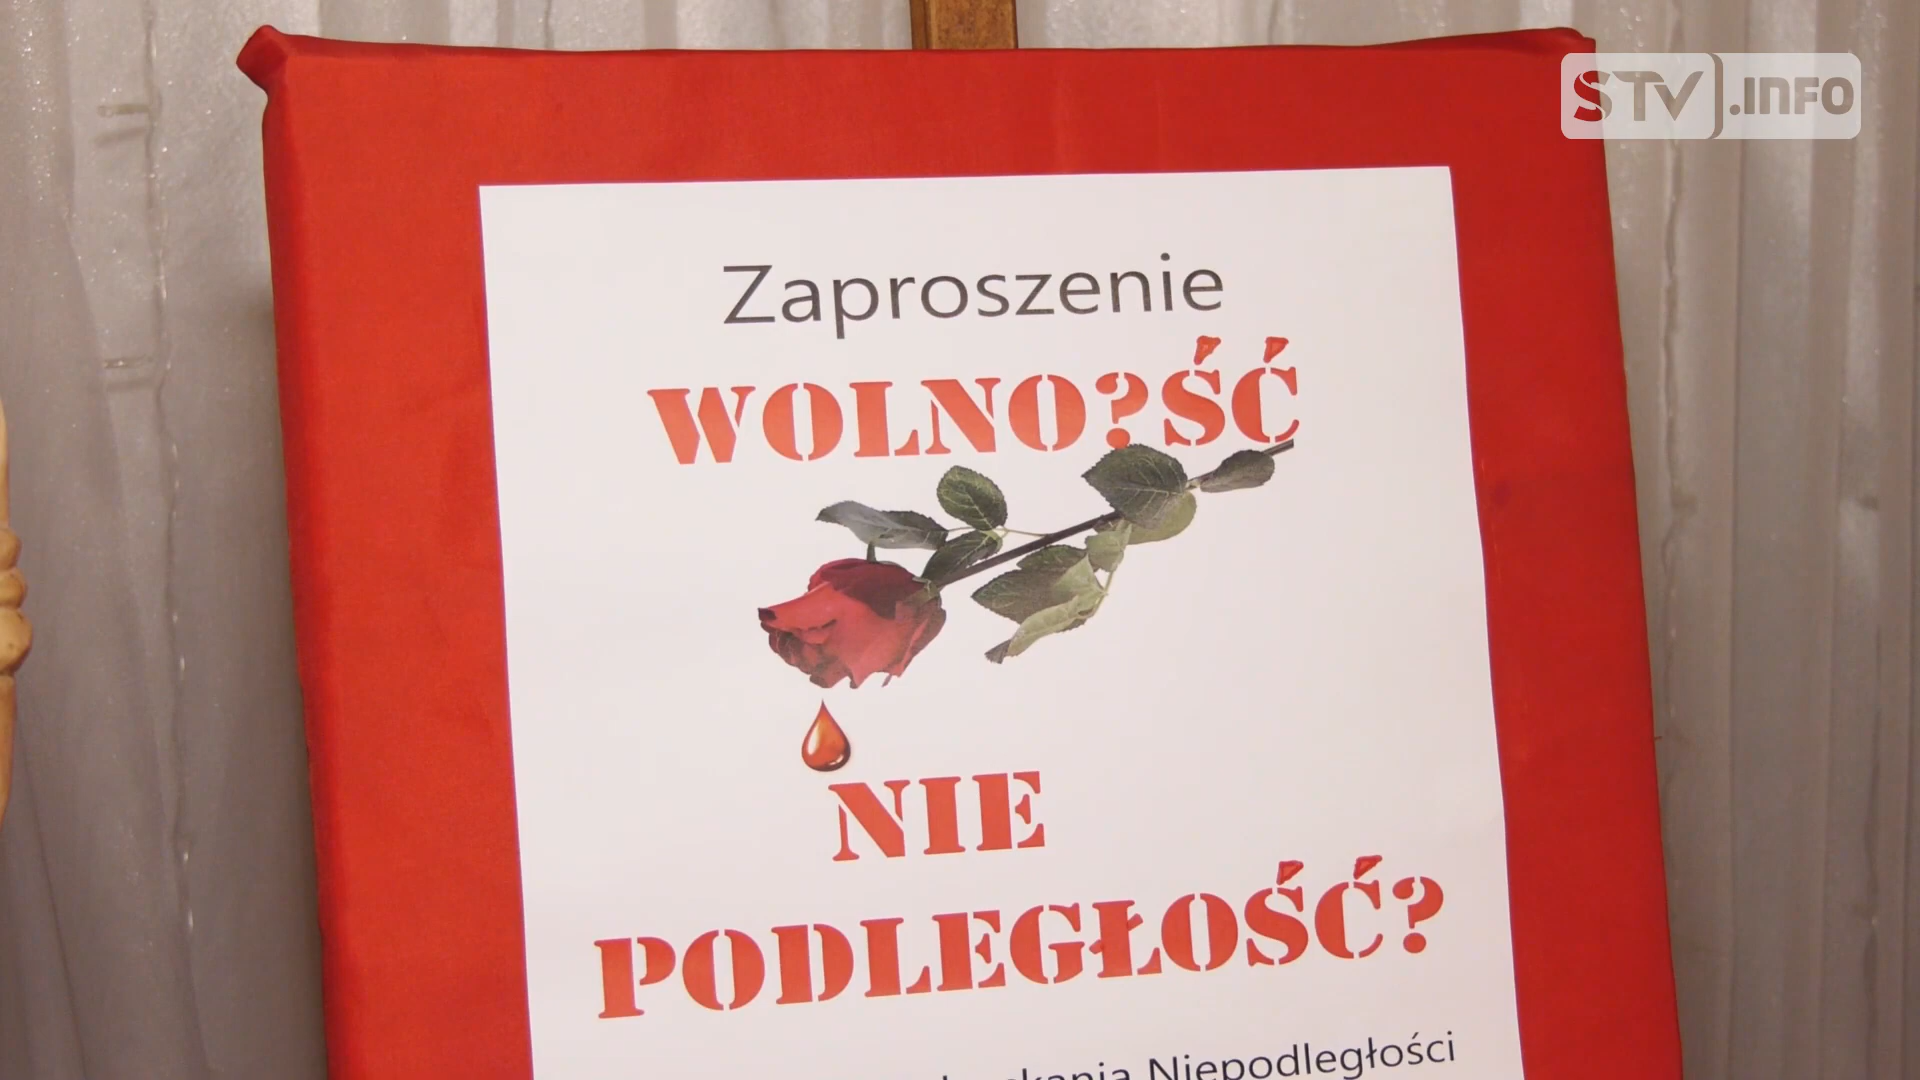 STV.INFO
Zaproszenie
WOLNO?ŚĆ
NIE
PODLEGŁOŚĆ?
Niepodległości